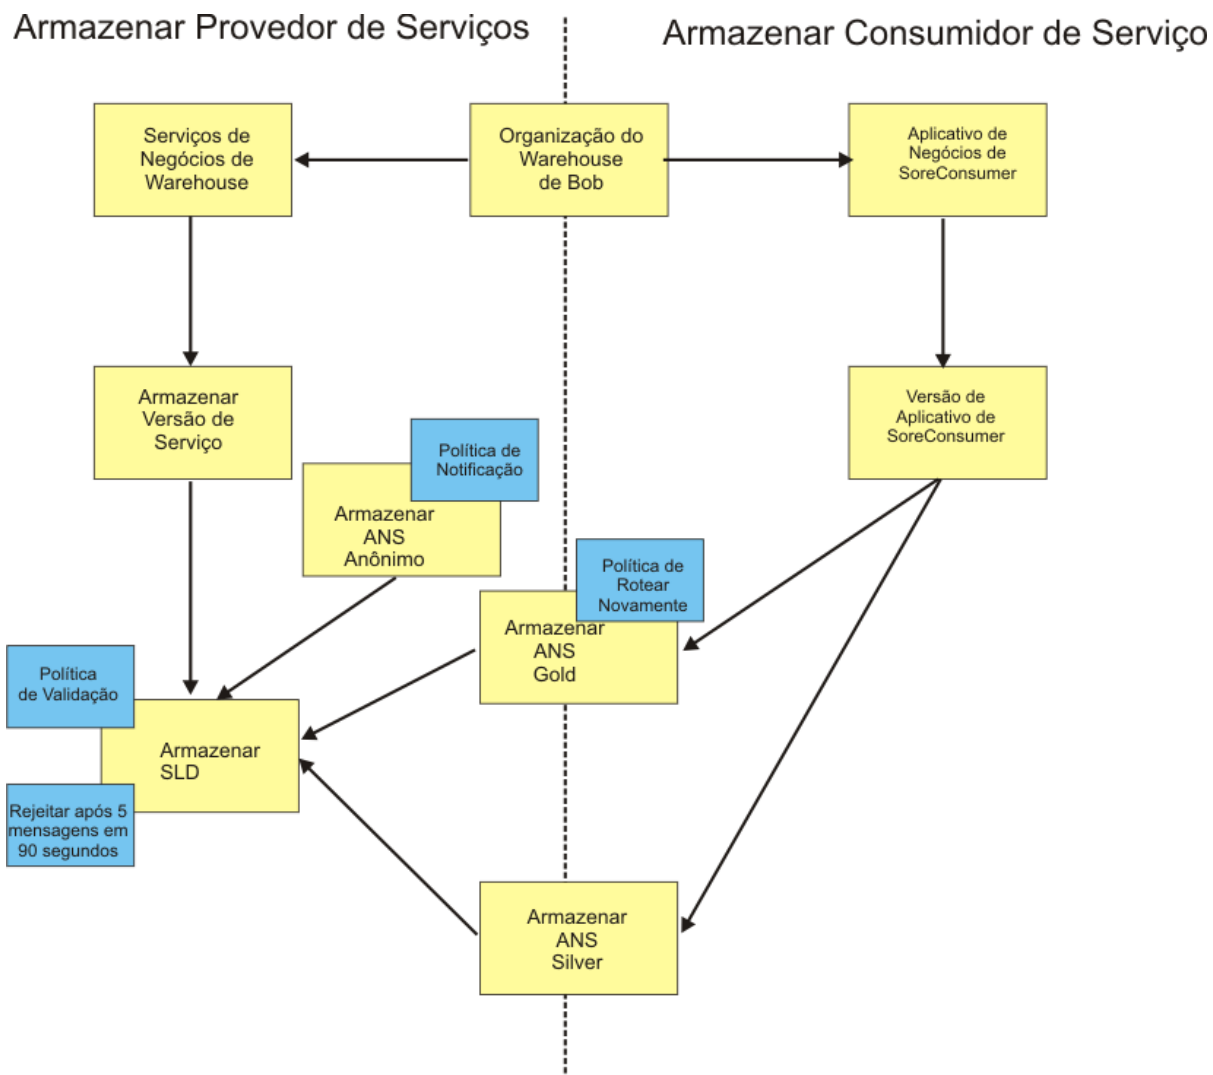 Armazenar Provedor de Serviços
Armazenar Consumidor de Serviço
Serviços de
Negócios de
Warehouse
Organização do
Warehouse
de Bob
Aplicativo de
Negócios de
SoreConsumer
Armazenar
Versão de
Serviço
Versão de
Aplicativo de
SoreConsumer
Política de
Notificação
Armazenar
ANS
Anônimo
Política de
Rotear
Novamente
Armazenar
ANS
Gold
Política
de Validação
Armazenar
SLD
Rejeitar após 5
mensagens em
90 segundos
Armazenar
ANS
Silver